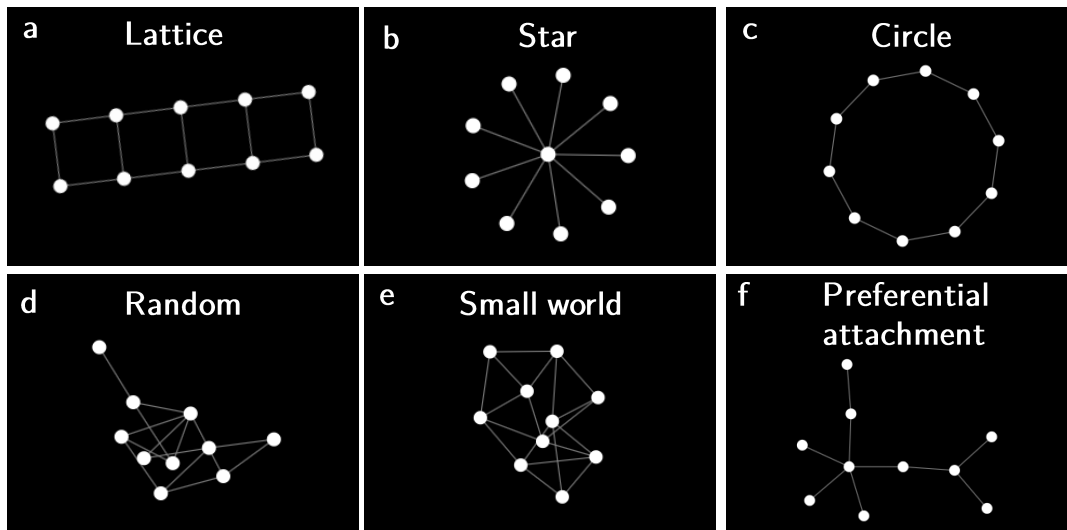 a
Lattice
b
Star
c
Circle
d
Random
e
Small world
f
Preferential
attachment